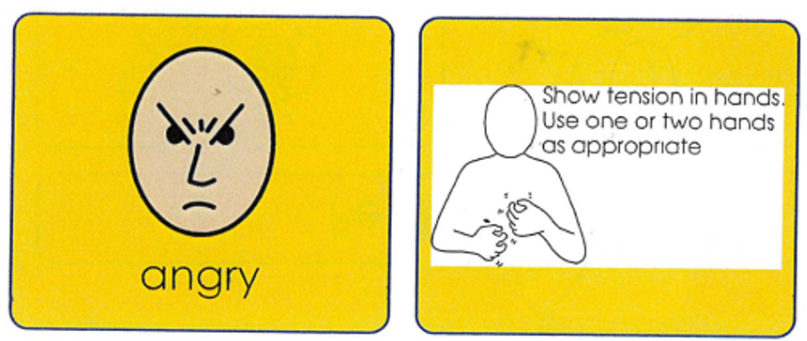 angry
Show tension in hands.
Use one or two hands
as appropriate